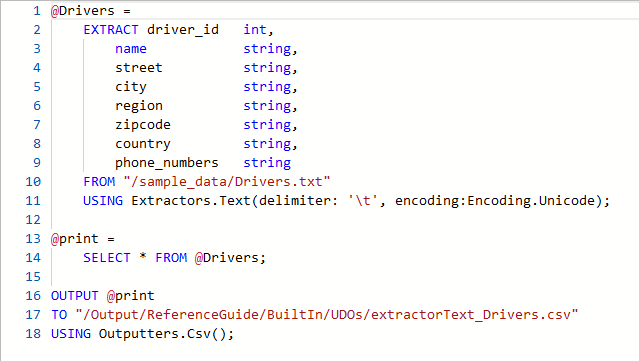 1 @Drivers =
2 EXTRACT driver_id int,
3 name string,
4 street string,
5 city string,
6 region string,
7 zipcode string,
8 country string,
9 phone_numbers string
10 FROM "/sample_data/Drivers.txt"
11 USING Extractors.Text(delimiter: '\t', encoding:Encoding.Unicode);
12
13 @print =
14 SELECT * FROM @Drivers;
15
16 OUTPUT @print
17 TO "/Output/ReferenceGuide/BuiltIn/UDOs/extractorText_Drivers.csv"
18 USING Outputters.Csv();